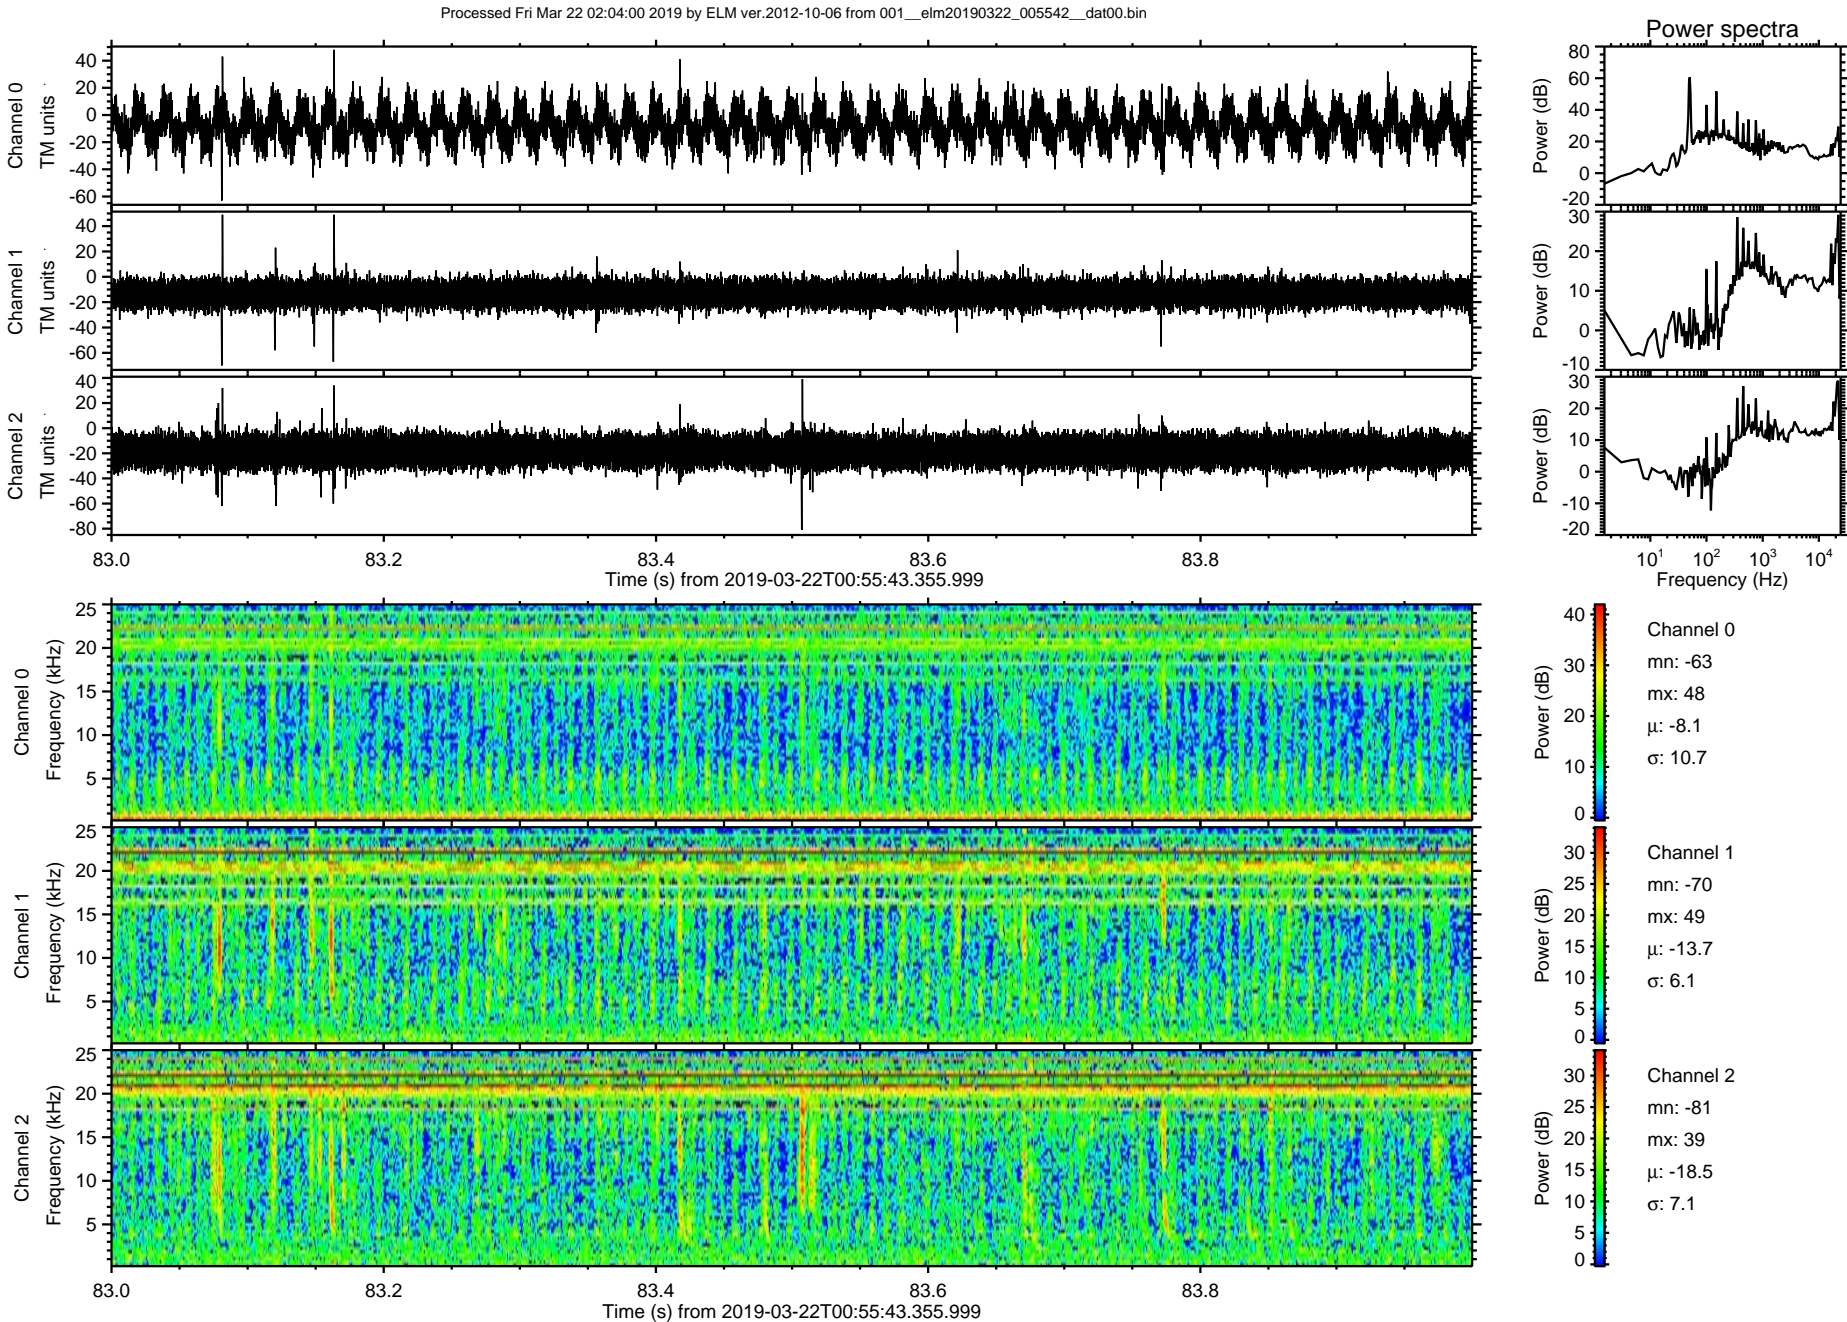 Processed Fri Mar 22 02:04:00 2019 by ELM ver.2012-10-06 from 001__elm20190322_005542__dat00.bin
Power spectra
Channel 0
TM units
40
20
0
-20
-40
-60
Power (dB)
80
60
40
20
0
-20
Channel 1
TM units
40
20
0
-20
-40
-60
Power (dB)
30
20
10
0
-10
Channel 2
TM units
40
20
0
-20
-40
-60
-80
Power (dB)
30
20
10
0
-10
-20
83.0 83.2 83.4 83.6 83.8
Time (s) from 2019-03-22T00:55:43.355.999
10¹ 10² 10³ 10⁴
Frequency (Hz)
Channel 0
Frequency (kHz)
25
20
15
10
5
Power (dB)
40
30
20
10
0
Channel 0
mn: -63
mx: 48
μ: -8.1
σ: 10.7
Channel 1
Frequency (kHz)
25
20
15
10
5
Power (dB)
30
25
20
15
10
5
0
Channel 1
mn: -70
mx: 49
μ: -13.7
σ: 6.1
Channel 2
Frequency (kHz)
25
20
15
10
5
Power (dB)
30
25
20
15
10
5
0
Channel 2
mn: -81
mx: 39
μ: -18.5
σ: 7.1
83.0 83.2 83.4 83.6 83.8
Time (s) from 2019-03-22T00:55:43.355.999